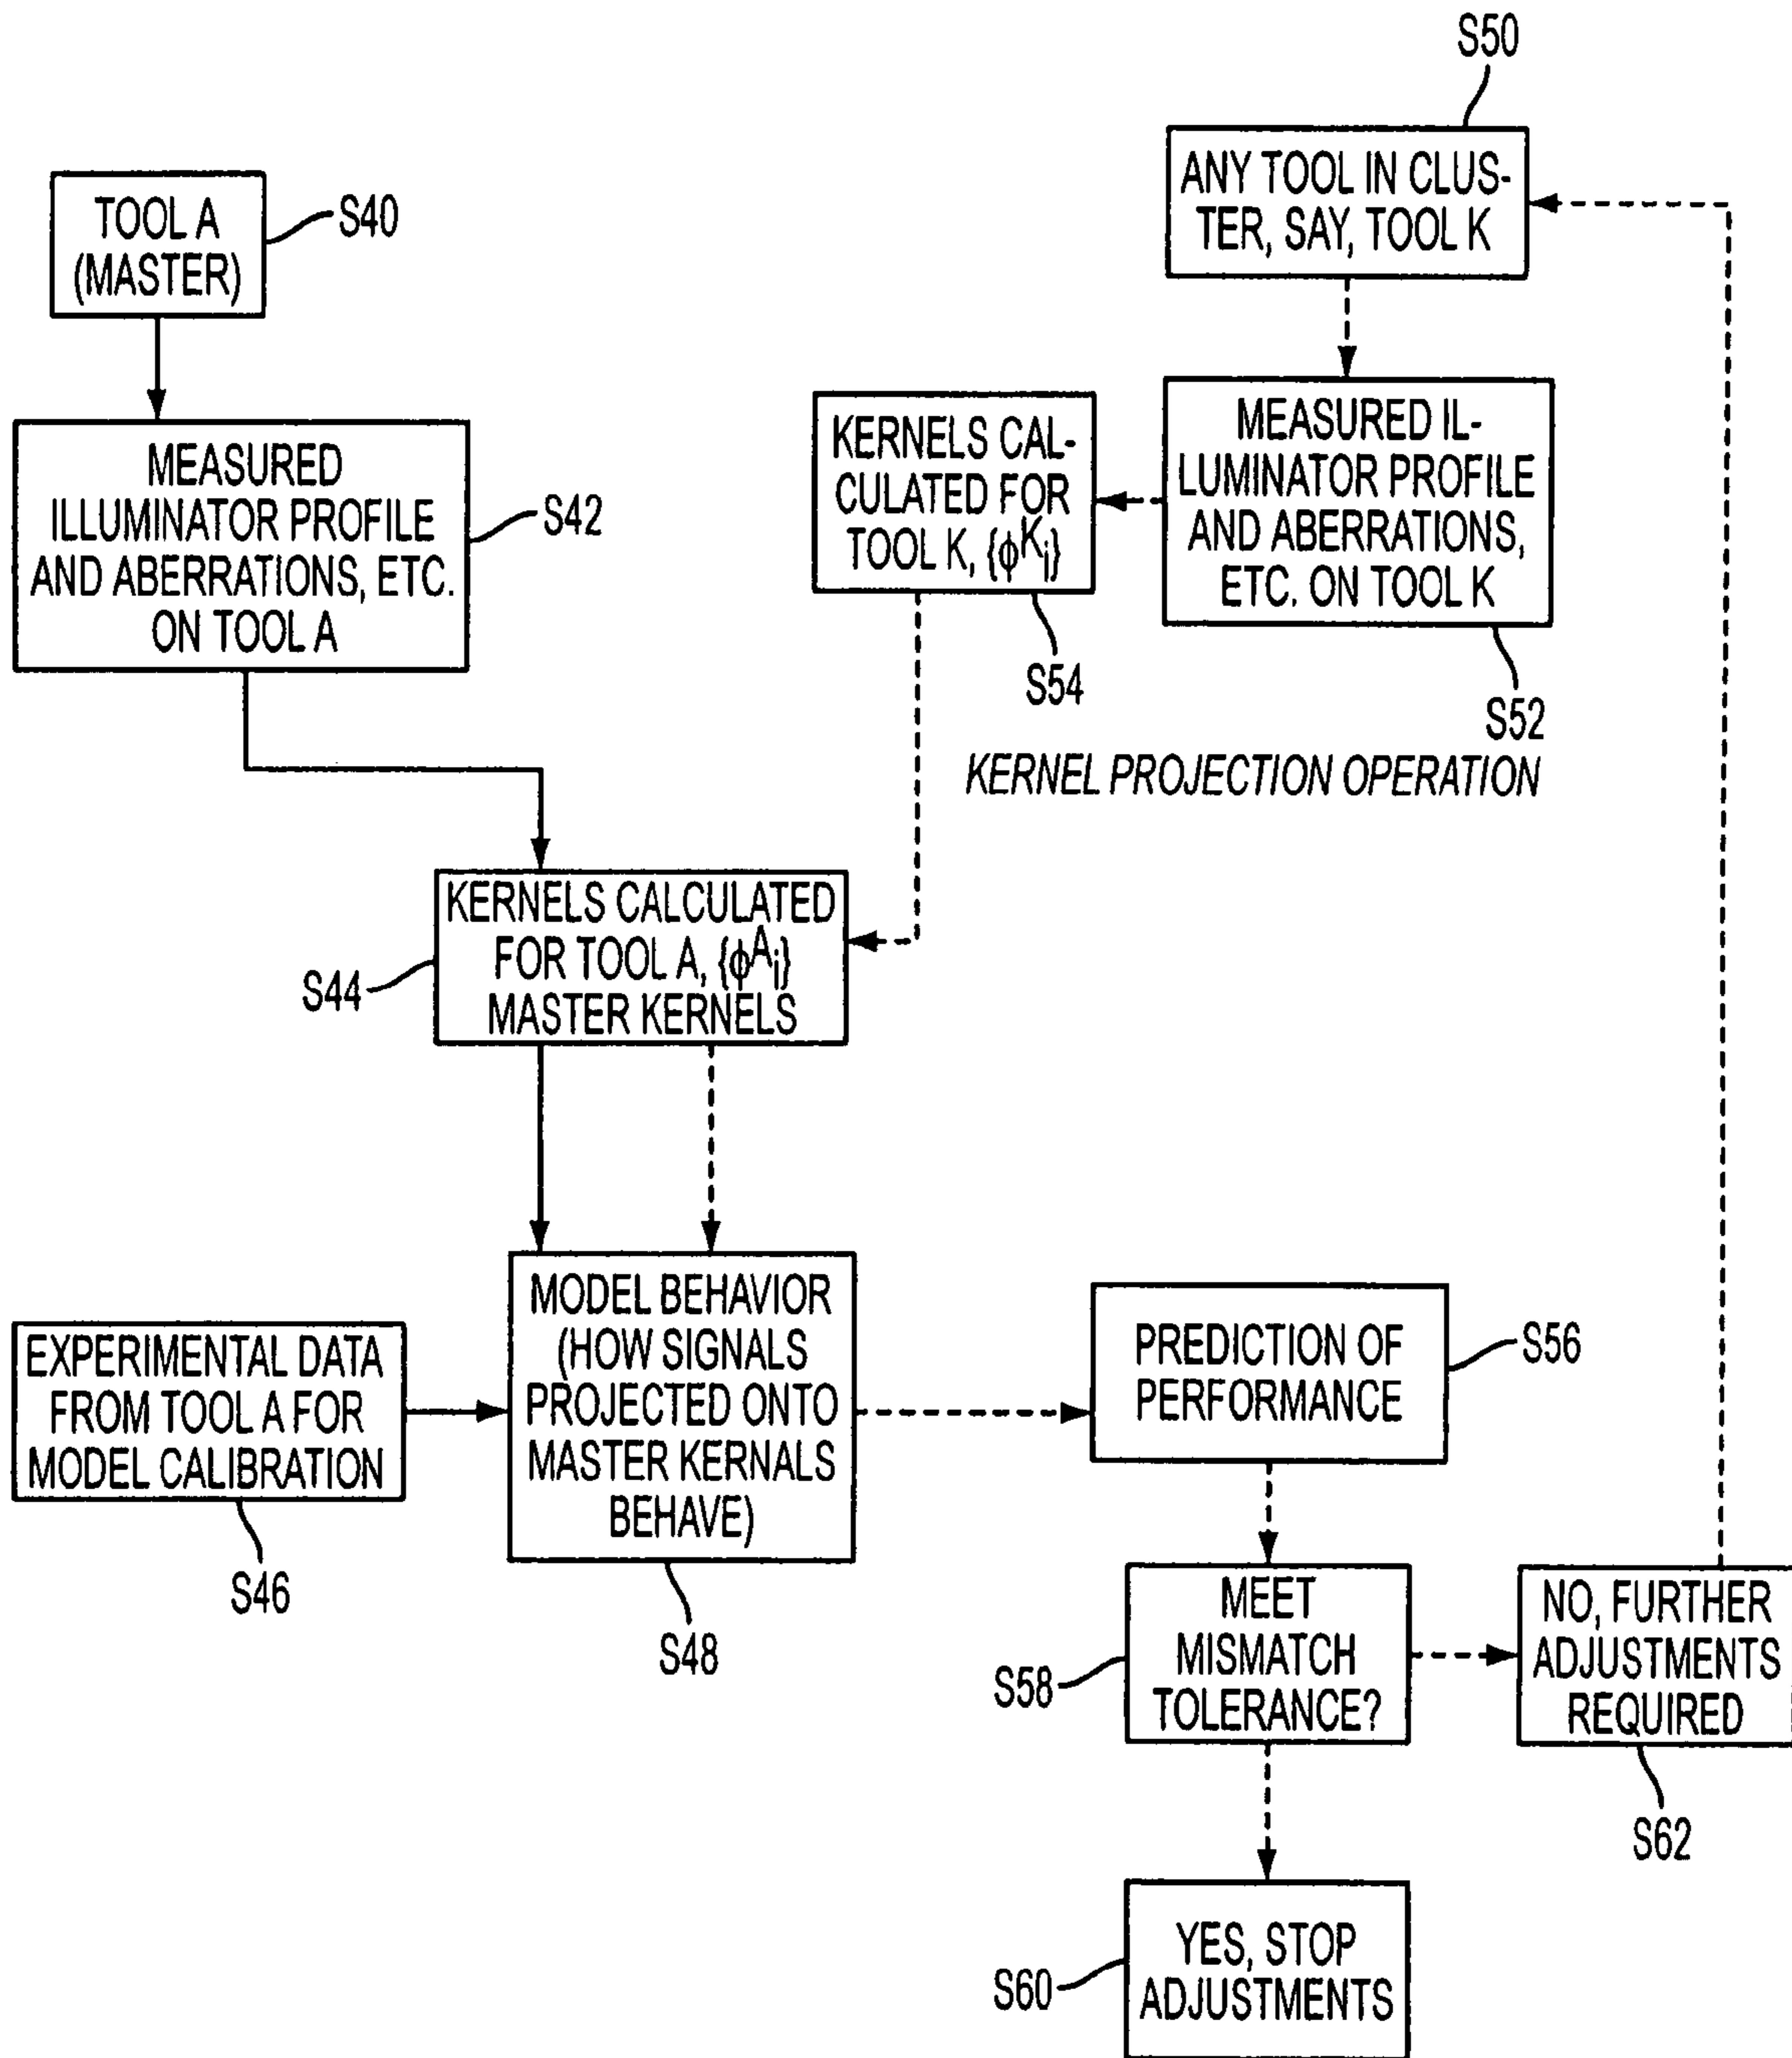 S50
ANY TOOL IN CLUS-
TER, SAY, TOOL K
TOOL A
(MASTER)
S40
MEASURED
ILLUMINATOR PROFILE
AND ABERRATIONS, ETC.
ON TOOL A
S42
KERNELS CAL-
CULATED FOR
TOOL K, {ϕᴷᵢ}
S54
MEASURED IL-
LUMINATOR PROFILE
AND ABERRATIONS,
ETC. ON TOOL K
S52
KERNEL PROJECTION OPERATION
KERNELS CALCULATED
FOR TOOL A, {ϕᴬᵢ}
MASTER KERNELS
S44
EXPERIMENTAL DATA
FROM TOOL A FOR
MODEL CALIBRATION
S46
MODEL BEHAVIOR
(HOW SIGNALS
PROJECTED ONTO
MASTER KERNALS
BEHAVE)
S48
PREDICTION OF
PERFORMANCE
S56
MEET
MISMATCH
TOLERANCE?
S58
NO, FURTHER
ADJUSTMENTS
REQUIRED
S62
YES, STOP
ADJUSTMENTS
S60